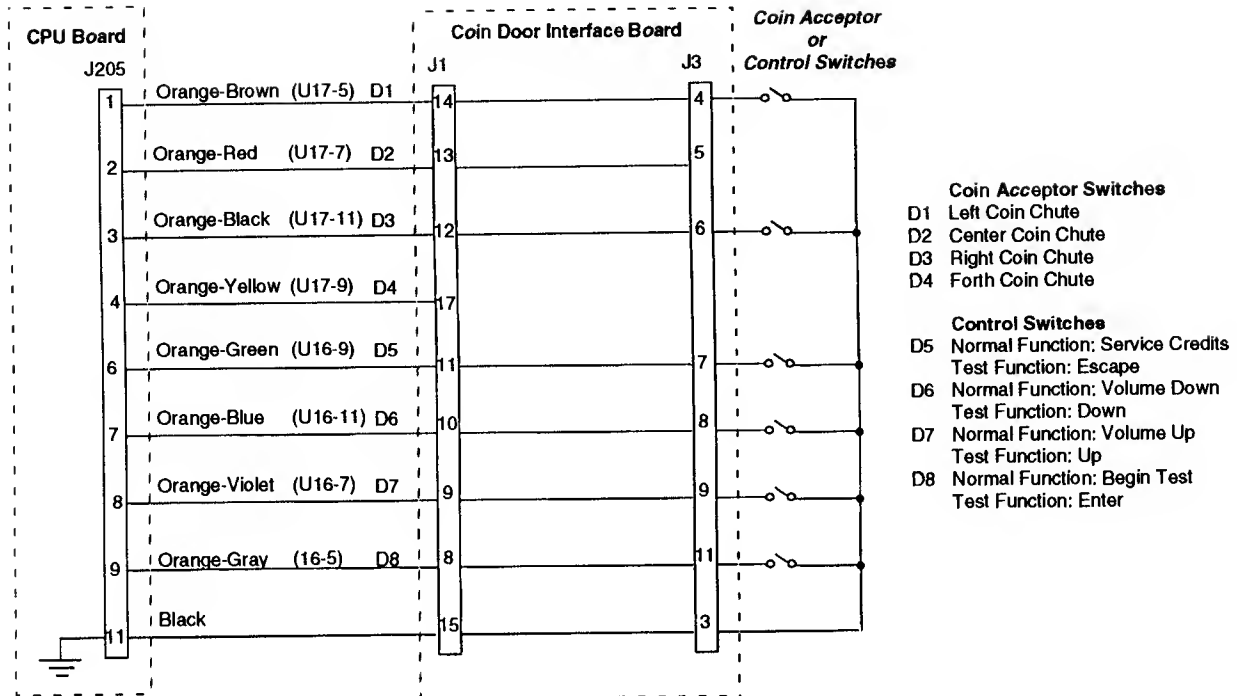 CPU Board
J205
Coin Door Interface Board
J1
J3
Coin Acceptor
or
Control Switches
1 Orange-Brown (U17-5) D1 14 4
2 Orange-Red (U17-7) D2 13 5
3 Orange-Black (U17-11) D3 12 6
4 Orange-Yellow (U17-9) D4 17
6 Orange-Green (U16-9) D5 11 7
7 Orange-Blue (U16-11) D6 10 8
8 Orange-Violet (U16-7) D7 9 9
9 Orange-Gray (16-5) D8 8 11
11 Black 15 3
Coin Acceptor Switches
D1 Left Coin Chute
D2 Center Coin Chute
D3 Right Coin Chute
D4 Forth Coin Chute
Control Switches
D5 Normal Function: Service Credits
Test Function: Escape
D6 Normal Function: Volume Down
Test Function: Down
D7 Normal Function: Volume Up
Test Function: Up
D8 Normal Function: Begin Test
Test Function: Enter